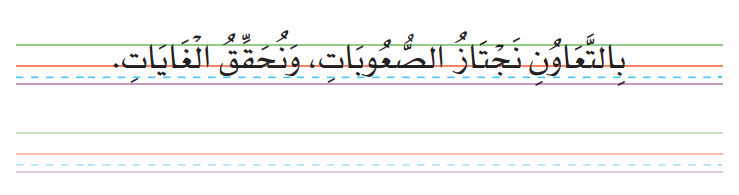 بِالتَّعَاوُنِ نَجْتَازُ الصُّعُوبَاتِ، وَنُحَقِّقُ الْغَايَاتِ.